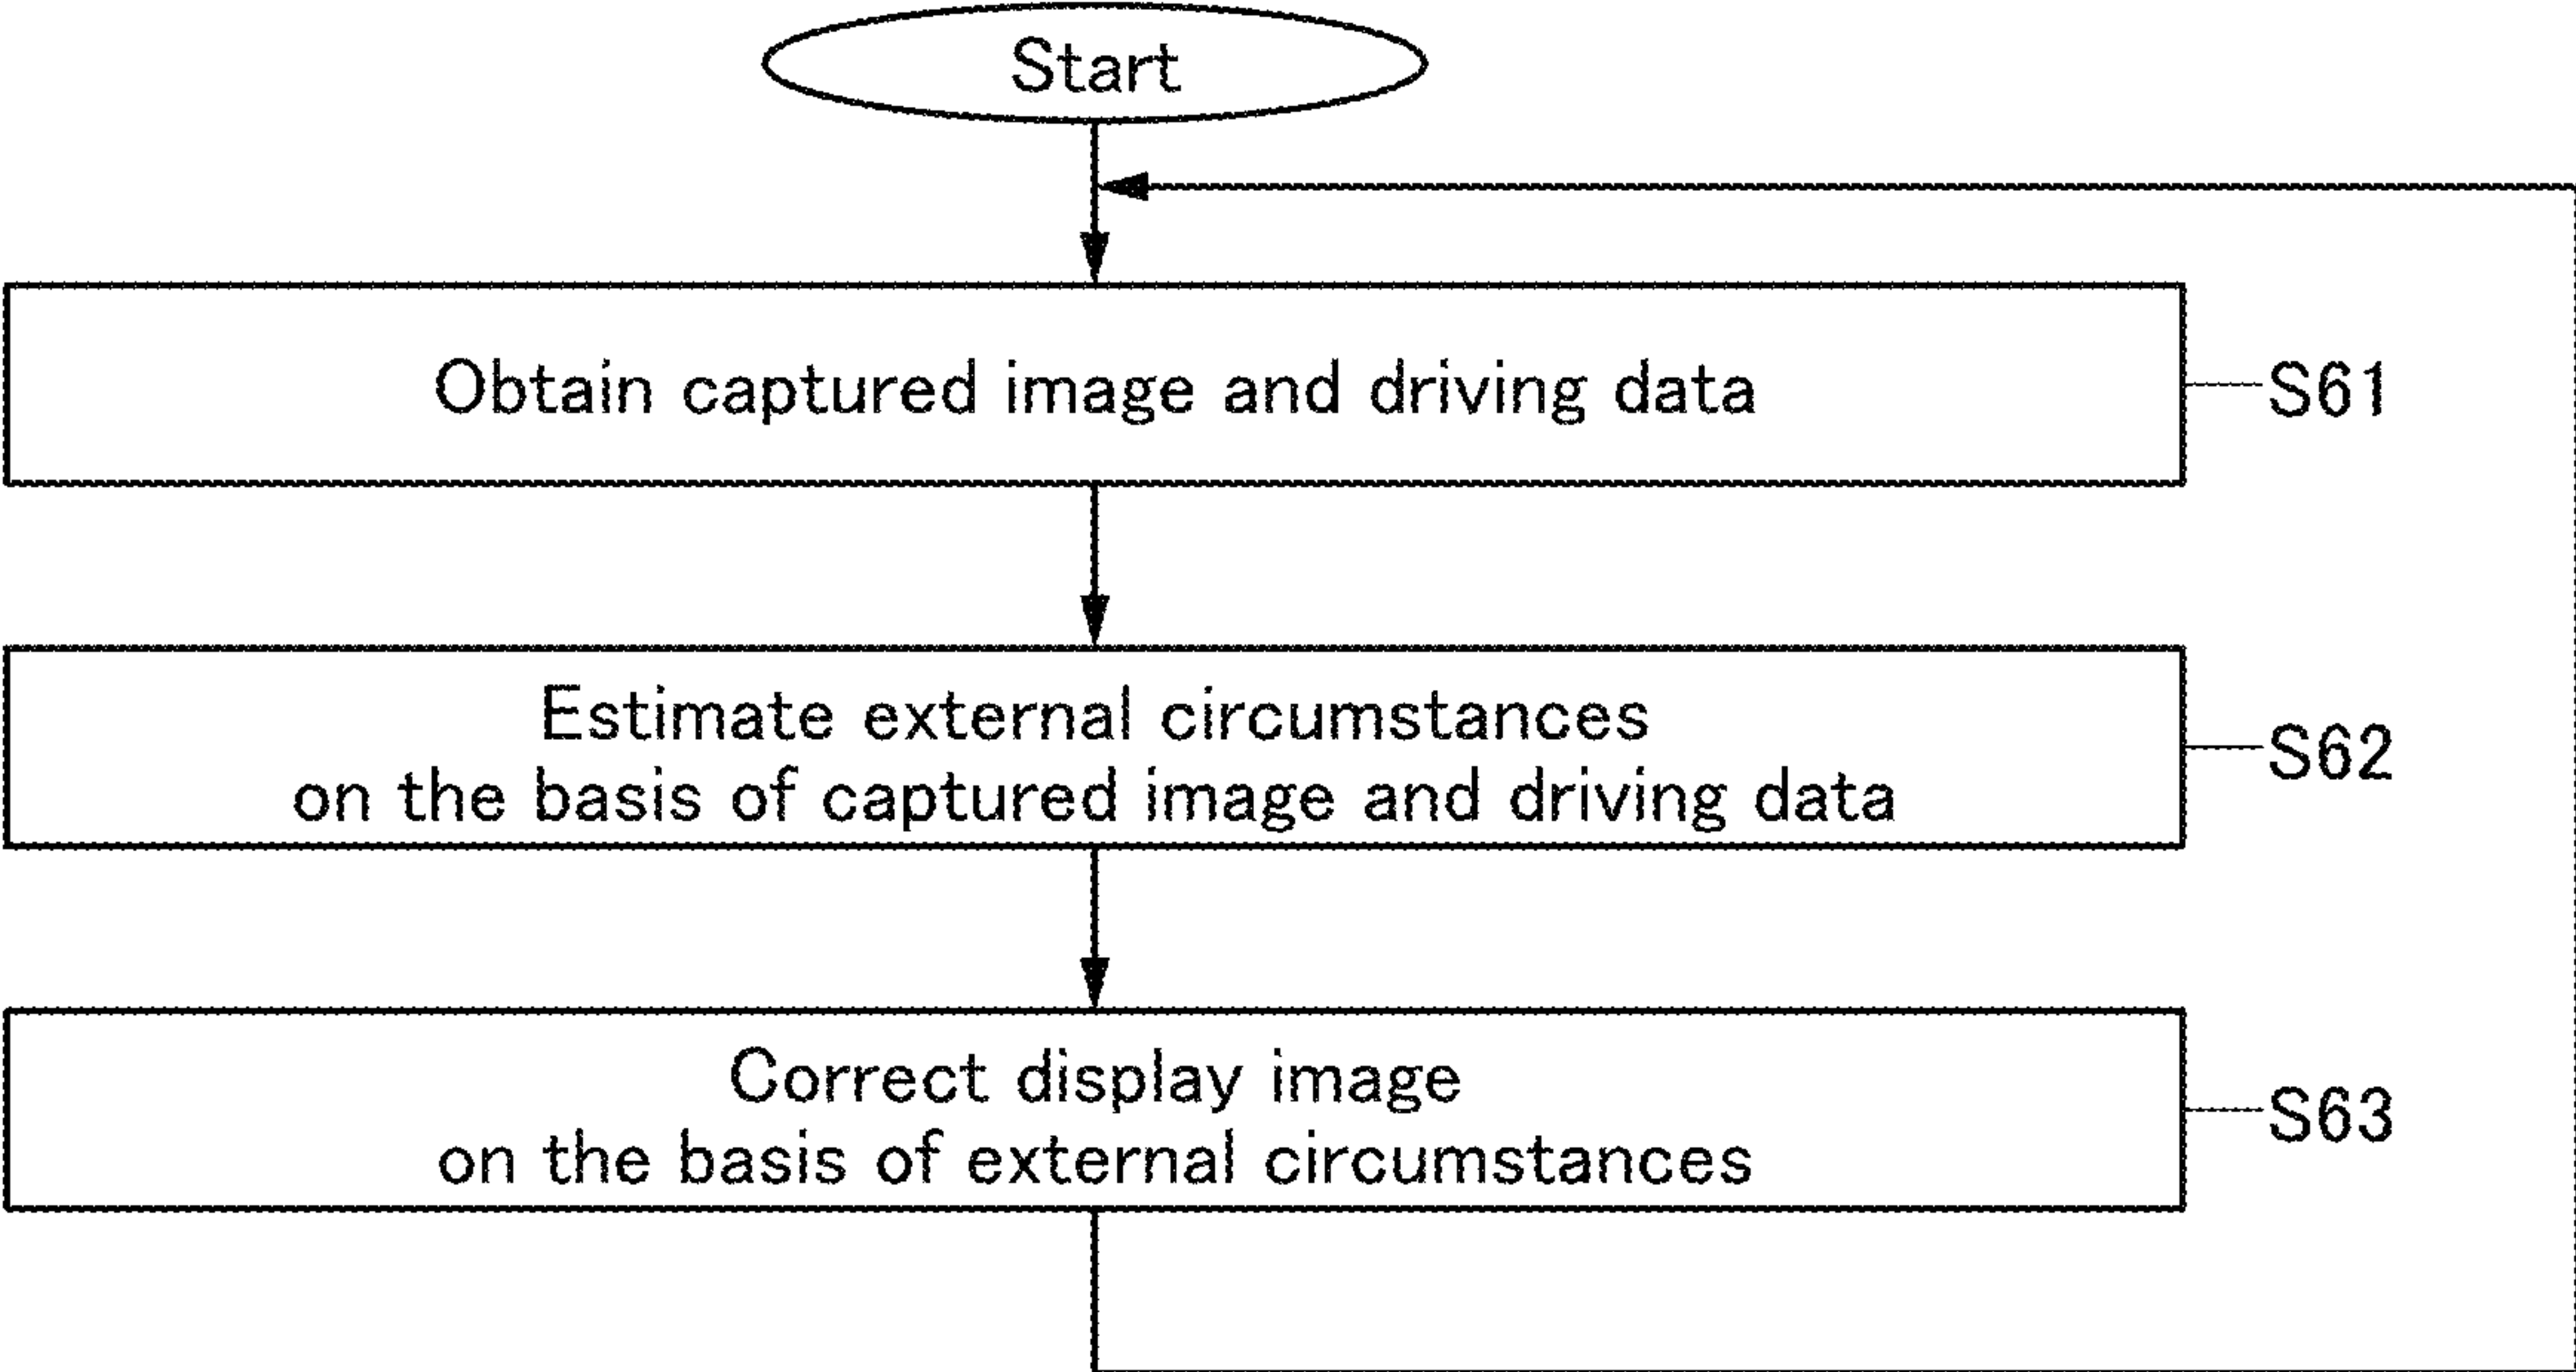 Start
Obtain captured image and driving data
S61
Estimate external circumstances
on the basis of captured image and driving data
S62
Correct display image
on the basis of external circumstances
S63